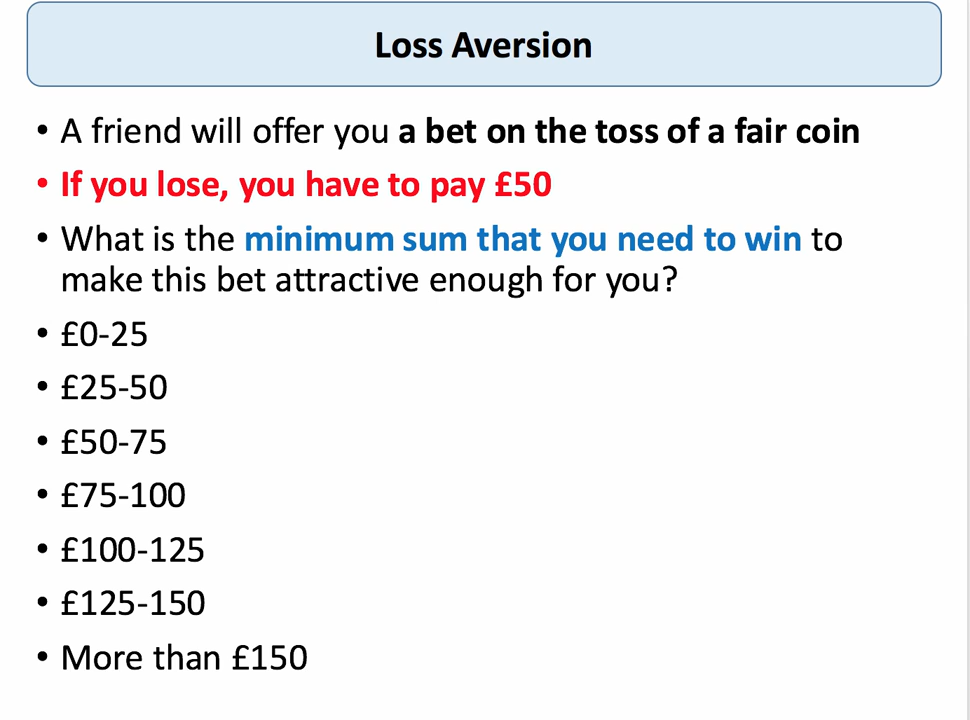 Loss Aversion
• A friend will offer you a bet on the toss of a fair coin
• If you lose, you have to pay £50
• What is the minimum sum that you need to win to
make this bet attractive enough for you?
• £0-25
• £25-50
• £50-75
• £75-100
• £100-125
• £125-150
• More than £150